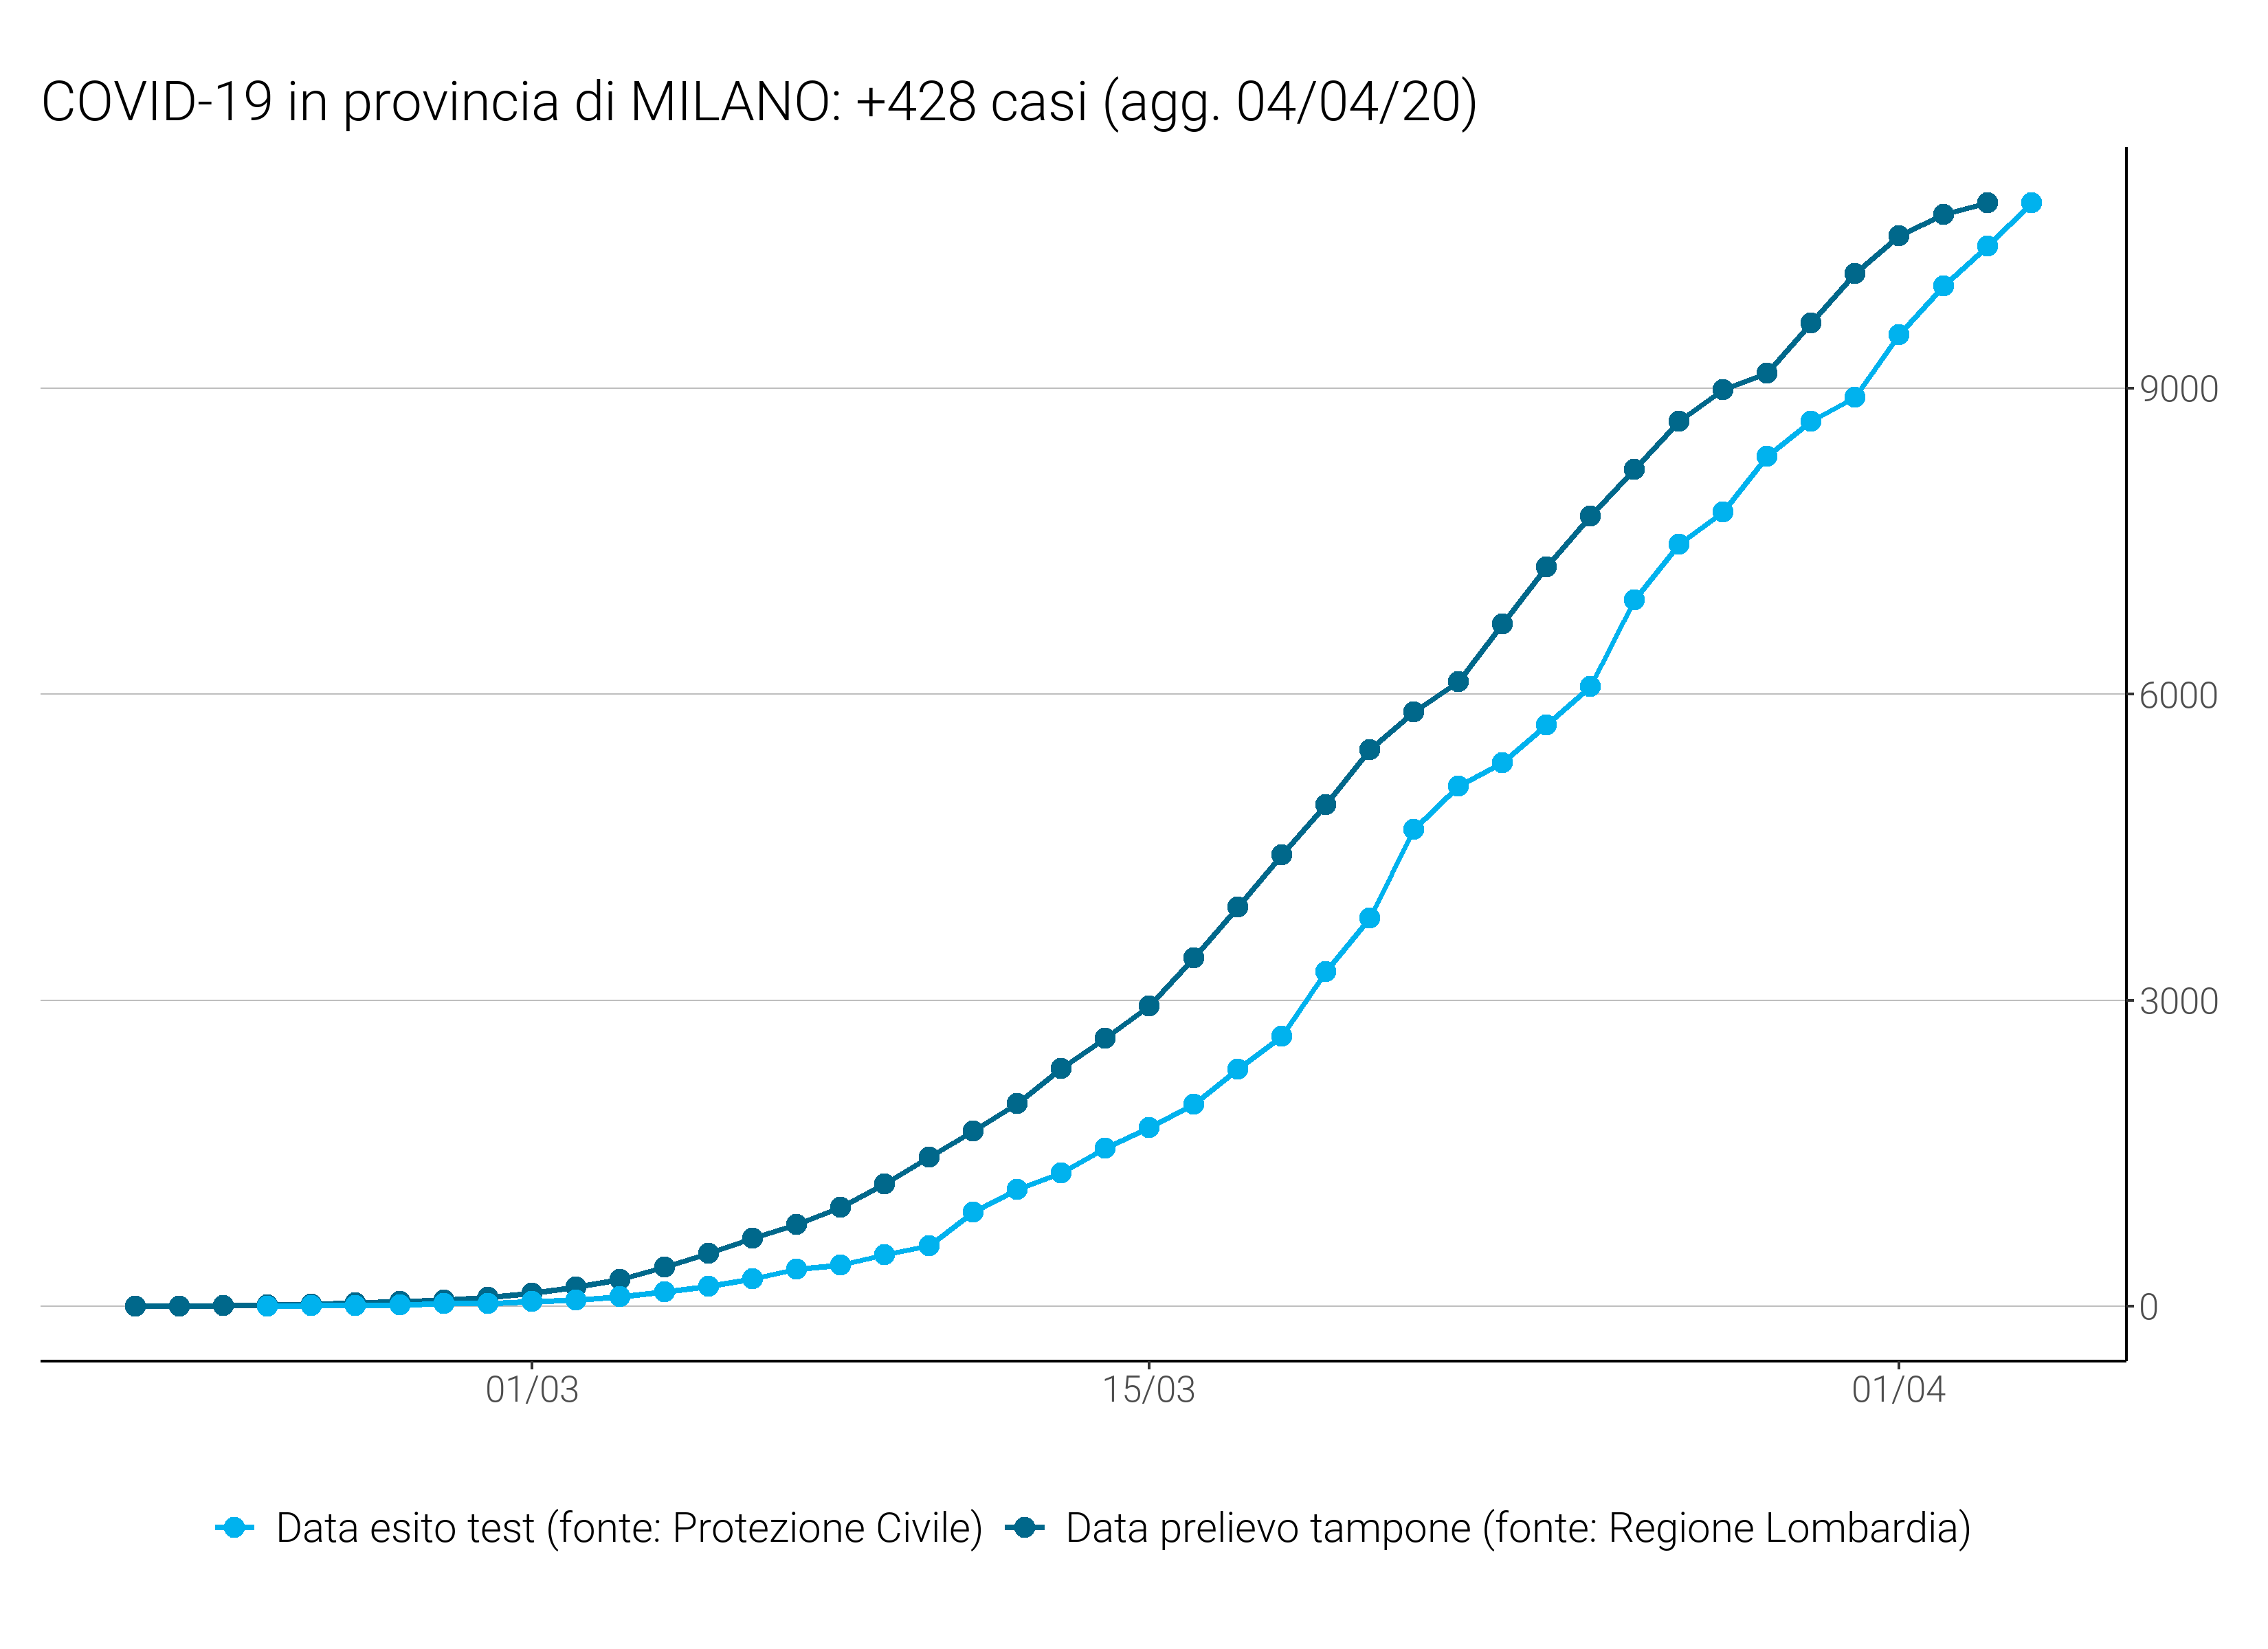 COVID-19 in provincia di MILANO: +428 casi (agg. 04/04/20)
9000
6000
3000
0
01/03 15/03 01/04
Data esito test (fonte: Protezione Civile) Data prelievo tampone (fonte: Regione Lombardia)